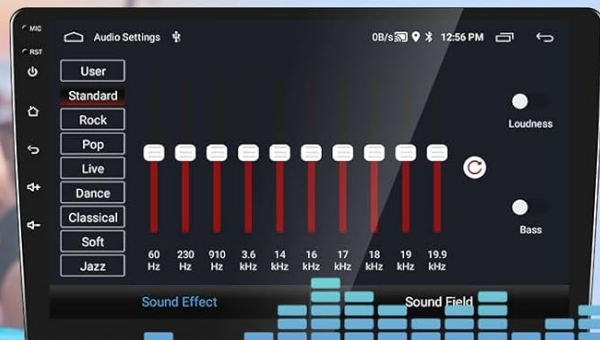 MIC
RST
Audio Settings
0B/s 12:56 PM
User
Standard
Rock
Pop
Live
Dance
Classical
Soft
Jazz
Loudness
Bass
60 Hz
230 Hz
910 Hz
3.6 kHz
14 kHz
16 kHz
17 kHz
18 kHz
19 kHz
19.9 kHz
Sound Effect
Sound Field